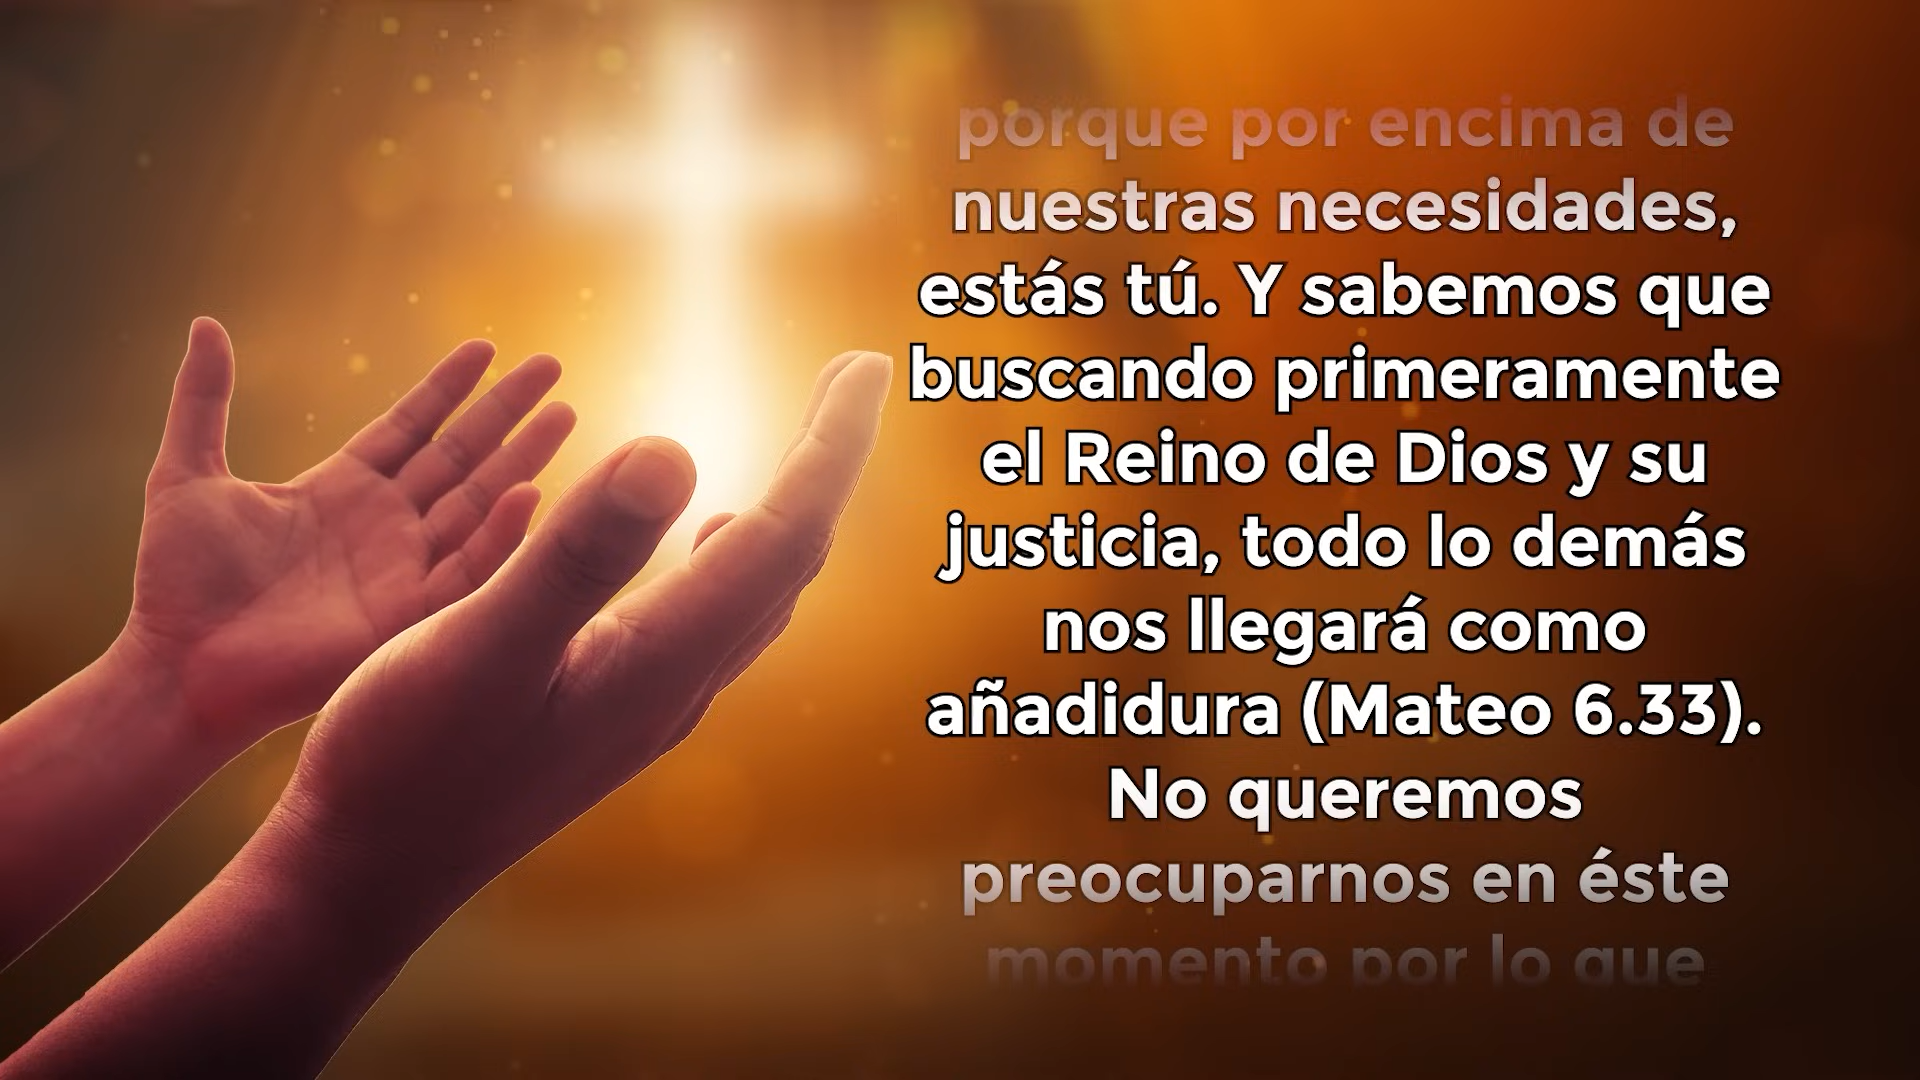 porque por encima de
nuestras necesidades,
estás tú. Y sabemos que
buscando primeramente
el Reino de Dios y su
justicia, todo lo demás
nos llegará como
añadidura (Mateo 6.33).
No queremos
preocuparnos en éste
momento por lo que